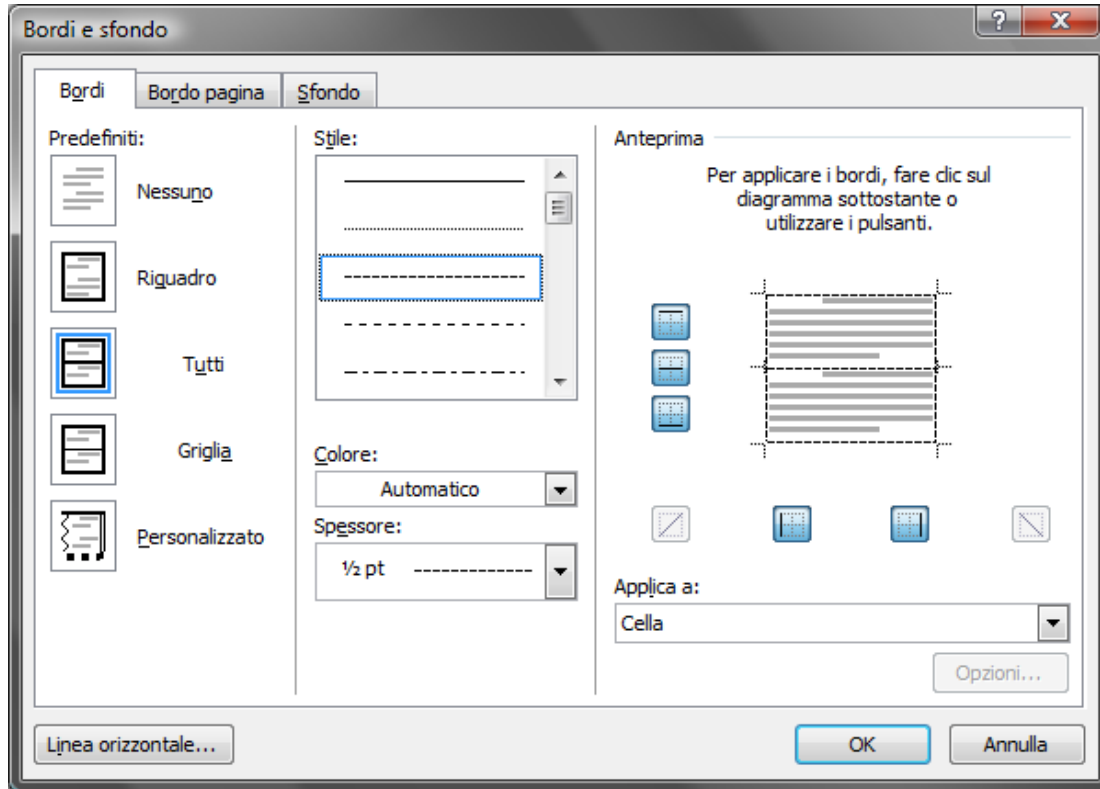 Bordi e sfondo
?
X
Bordi
Bordo pagina
Sfondo
Predefiniti:
Nessuno
Riquadro
Tutti
Griglia
Personalizzato
Stile:
Colore:
Automatico
Spessore:
½ pt
Anteprima
Per applicare i bordi, fare clic sul
diagramma sottostante o
utilizzare i pulsanti.
Applica a:
Cella
Opzioni...
Linea orizzontale...
OK
Annulla